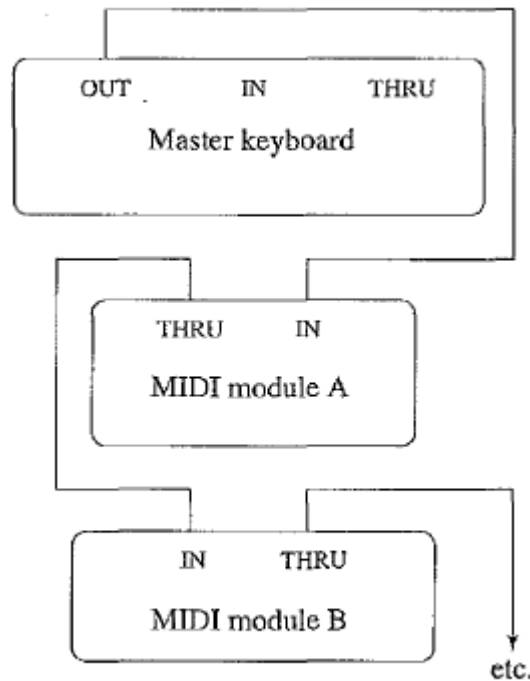 OUT IN THRU
Master keyboard
THRU IN
MIDI module A
IN THRU
MIDI module B
etc.